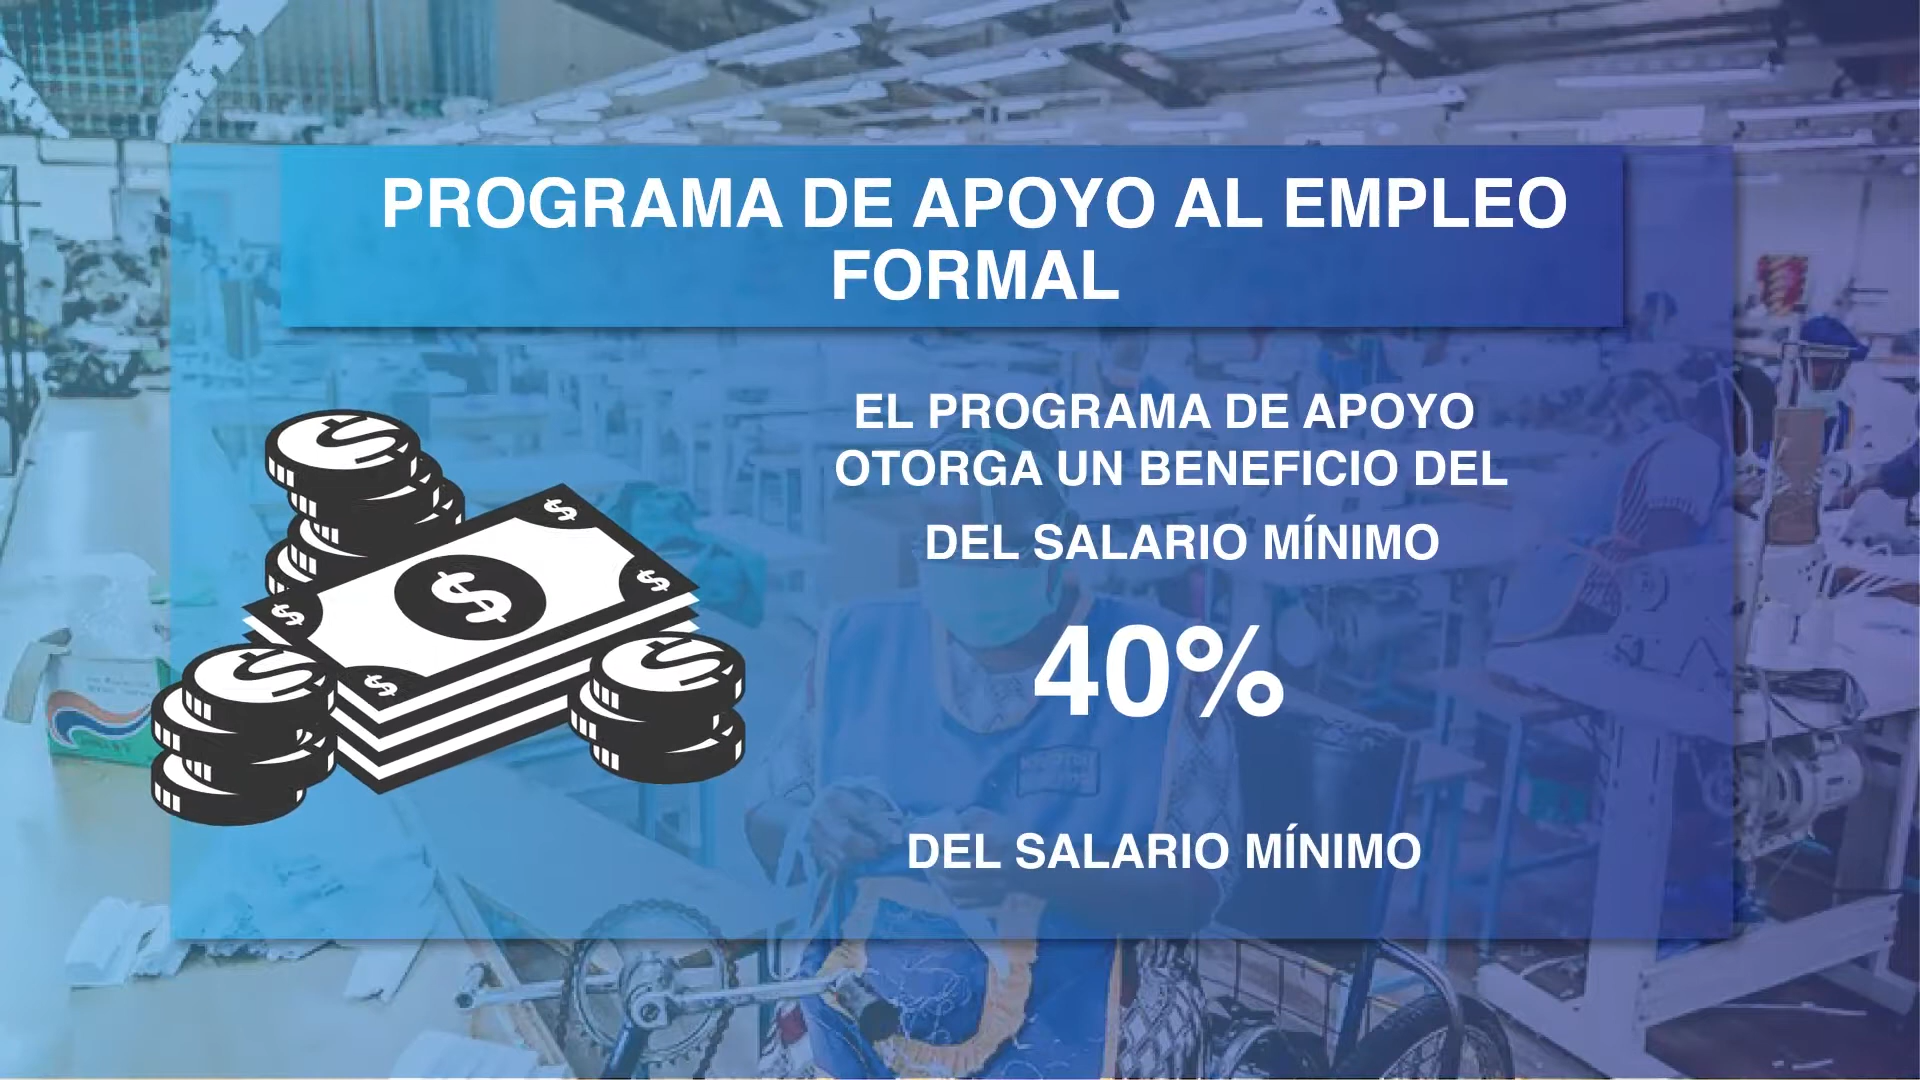 PROGRAMA DE APOYO AL EMPLEO
FORMAL
EL PROGRAMA DE APOYO
OTORGA UN BENEFICIO DEL
DEL SALARIO MÍNIMO
40%
DEL SALARIO MÍNIMO